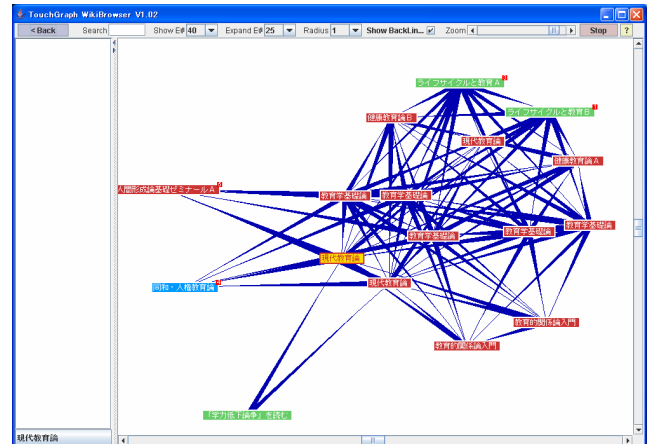 TouchGraph WikiBrowser V1.02
< Back Search Show E# 40 Expand E# 25 Radius 1 Show BackLin... Zoom Stop ?
ライフサイクルと教育A
ライフサイクルと教育B
健康教育論B
現代教育論
健康教育論A
人間形成論基礎ゼミナールA
教育学基礎論
教育学基礎論
教育学基礎論
教育学基礎論
教育学基礎論
現代教育論
現代教育論
同和・人権教育論
教育的関係論入門
教育的関係論入門
「学力低下論争」を読む
現代教育論